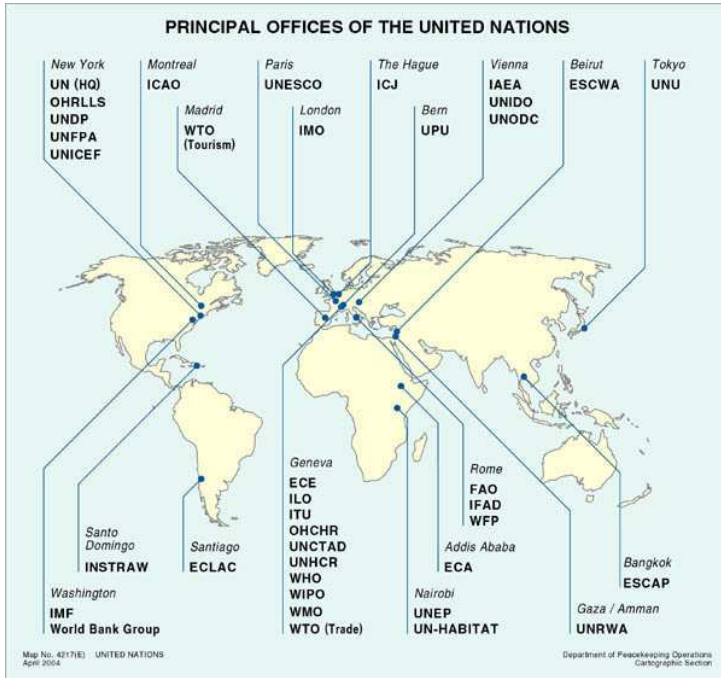 PRINCIPAL OFFICES OF THE UNITED NATIONS
New York
UN (HQ)
OHRLLS
UNDP
UNFPA
UNICEF
Montreal
ICAO
Madrid
WTO
(Tourism)
Paris
UNESCO
London
IMO
The Hague
ICJ
Bern
UPU
Vienna
IAEA
UNIDO
UNODC
Beirut
ESCWA
Tokyo
UNU
Santo
Domingo
INSTRAW
Washington
IMF
World Bank Group
Santiago
ECLAC
Geneva
ECE
ILO
ITU
OHCHR
UNCTAD
UNHCR
WHO
WIPO
WMO
WTO (Trade)
Rome
FAO
IFAD
WFP
Addis Ababa
ECA
Nairobi
UNEP
UN-HABITAT
Bangkok
ESCAP
Gaza / Amman
UNRWA
Map No. 4217(E) UNITED NATIONS
April 2004
Department of Peacekeeping Operations
Cartographic Section